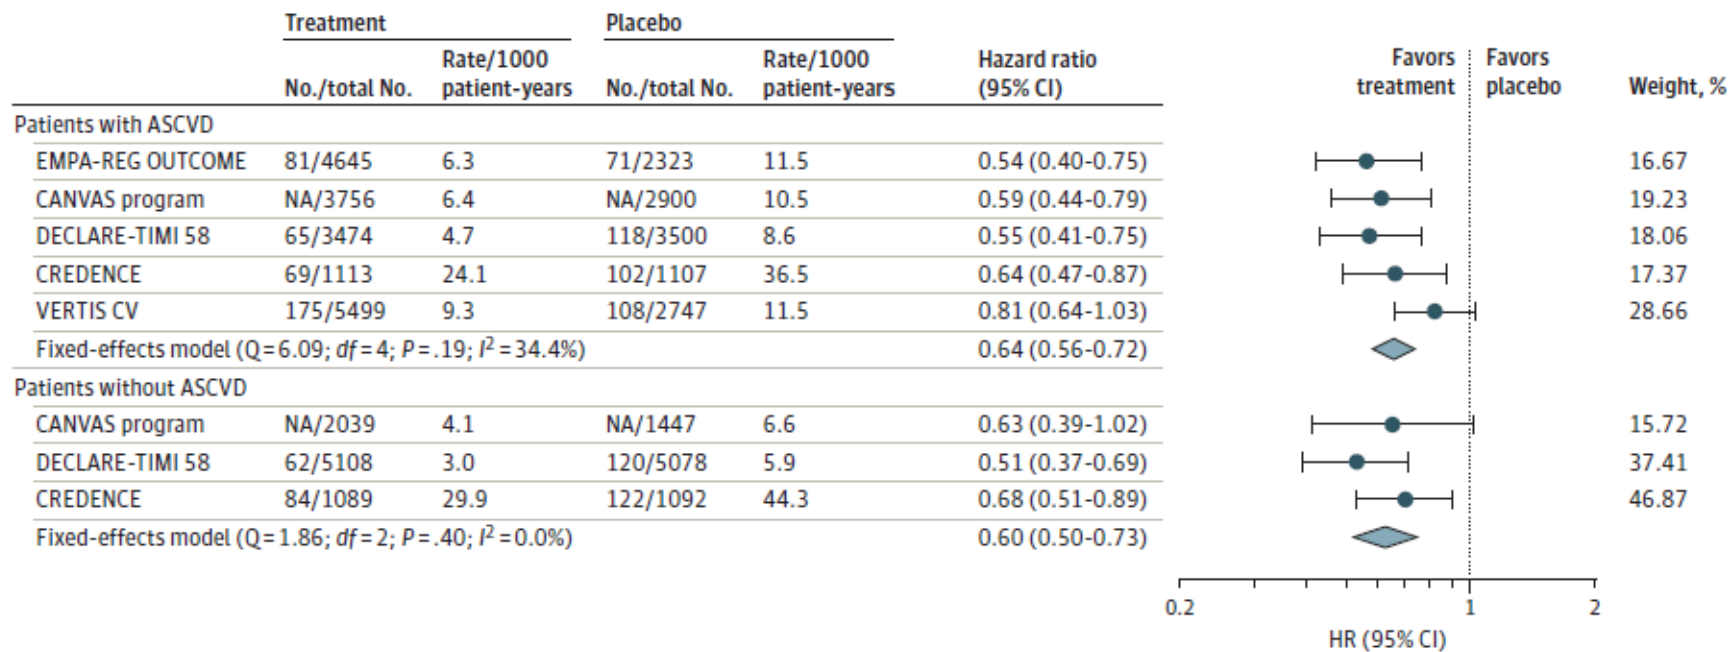 Treatment Placebo
No./total No. Rate/1000 patient-years No./total No. Rate/1000 patient-years Hazard ratio (95% CI) Favors treatment Favors placebo Weight, %
Patients with ASCVD
EMPA-REG OUTCOME 81/4645 6.3 71/2323 11.5 0.54 (0.40-0.75) 16.67
CANVAS program NA/3756 6.4 NA/2900 10.5 0.59 (0.44-0.79) 19.23
DECLARE-TIMI 58 65/3474 4.7 118/3500 8.6 0.55 (0.41-0.75) 18.06
CREDENCE 69/1113 24.1 102/1107 36.5 0.64 (0.47-0.87) 17.37
VERTIS CV 175/5499 9.3 108/2747 11.5 0.81 (0.64-1.03) 28.66
Fixed-effects model (Q=6.09; df=4; P=.19; I²=34.4%) 0.64 (0.56-0.72)
Patients without ASCVD
CANVAS program NA/2039 4.1 NA/1447 6.6 0.63 (0.39-1.02) 15.72
DECLARE-TIMI 58 62/5108 3.0 120/5078 5.9 0.51 (0.37-0.69) 37.41
CREDENCE 84/1089 29.9 122/1092 44.3 0.68 (0.51-0.89) 46.87
Fixed-effects model (Q=1.86; df=2; P=.40; I²=0.0%) 0.60 (0.50-0.73)
0.2 1 2
HR (95% CI)